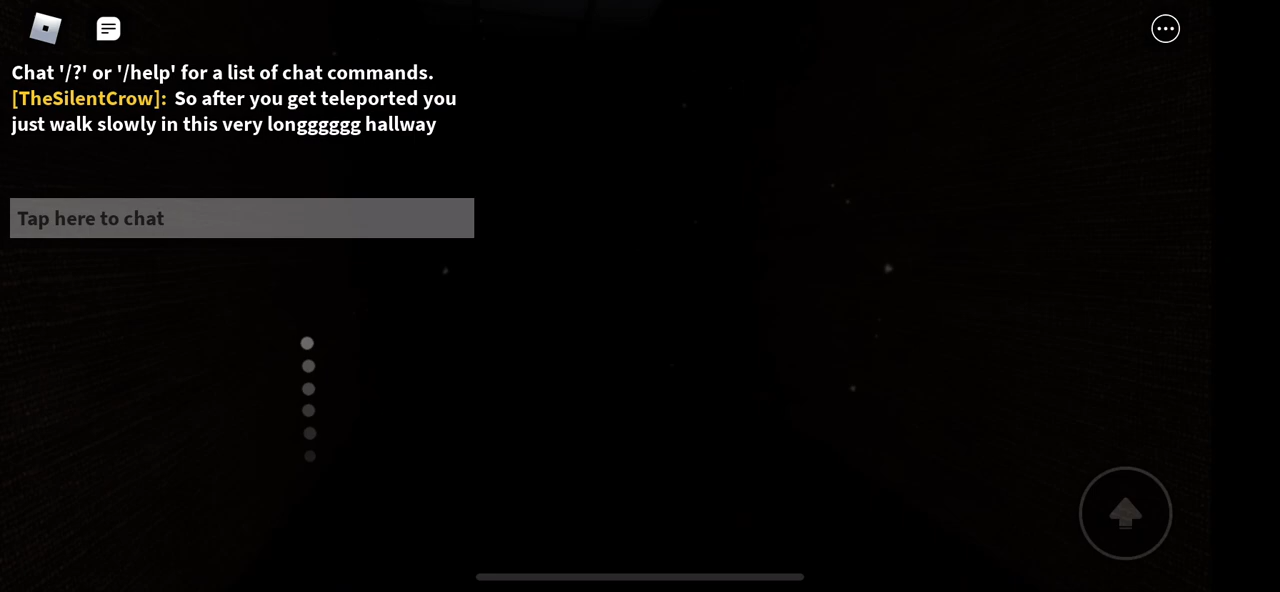 Chat '/?' or '/help' for a list of chat commands.
[TheSilentCrow]: So after you get teleported you
just walk slowly in this very longggggg hallway
Tap here to chat